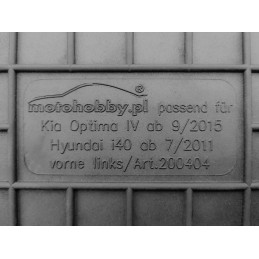 motohobby.pl passend für
Kia Optima IV ab 9/2015
Hyundai i40 ab 7/2011
vorne links/Art.200404